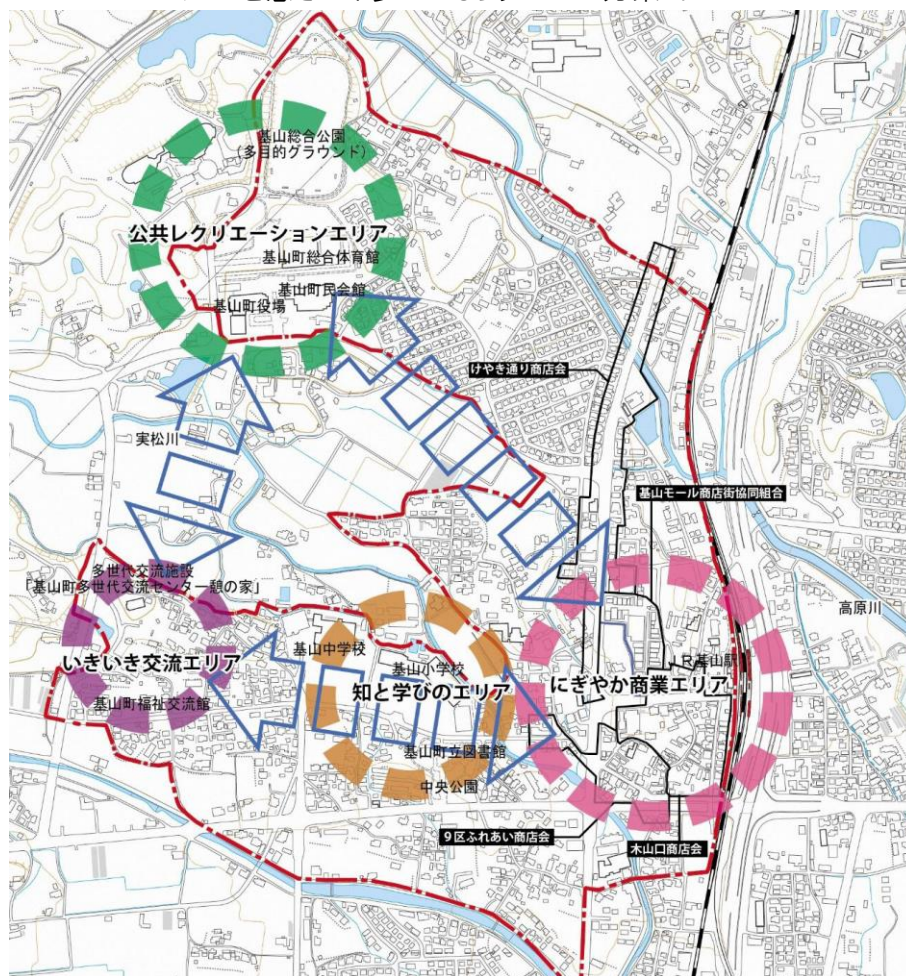 基山総合公園
（多目的グラウンド）
公共レクリエーションエリア
基山町総合体育館
基山町民会館
基山町役場
けやき通り商店会
実松川
基山モール商店街協同組合
多世代交流施設
「基山町多世代交流センター憩の家」
高原川
基山中学校
いきいき交流エリア
基山小学校
知と学びのエリア
にぎやか商業エリア
JR基山駅
基山町福祉交流館
基山町立図書館
中央公園
９区ふれあい商店会
木山口商店会